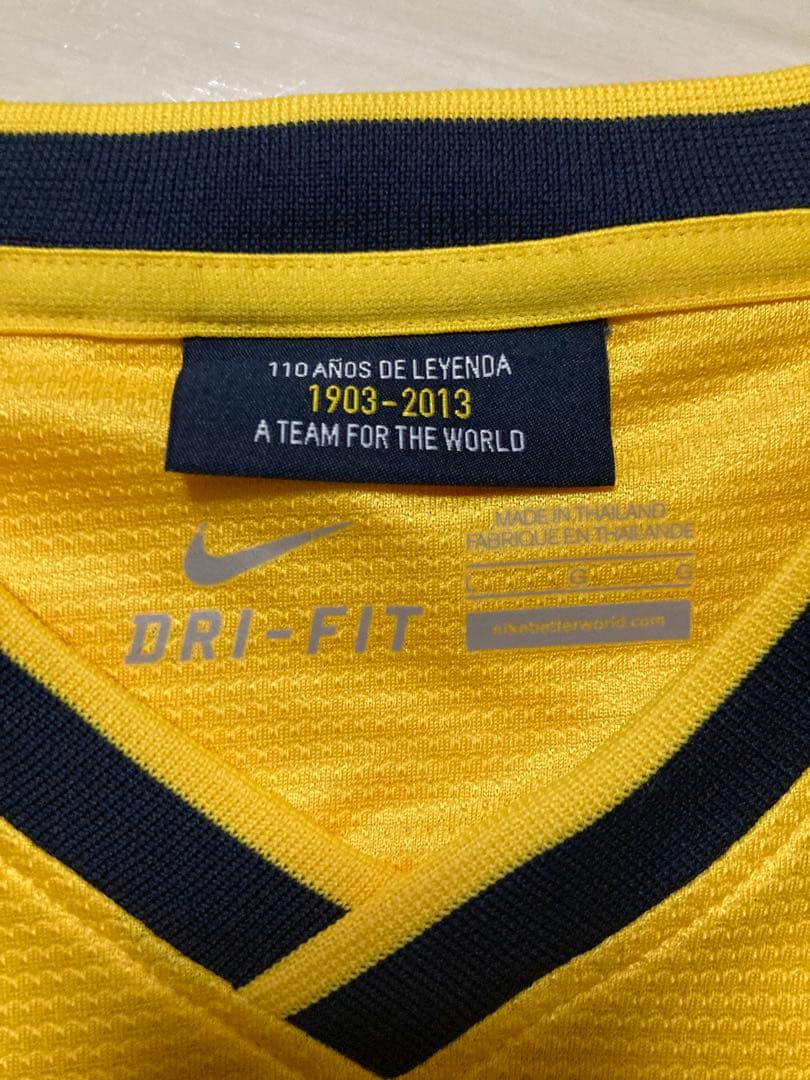 110 AÑOS DE LEYENDA
1903-2013
A TEAM FOR THE WORLD
DRI-FIT
MADE IN THAILAND
FABRIQUE EN THAILANDE
L G G
nikebetterworld.com